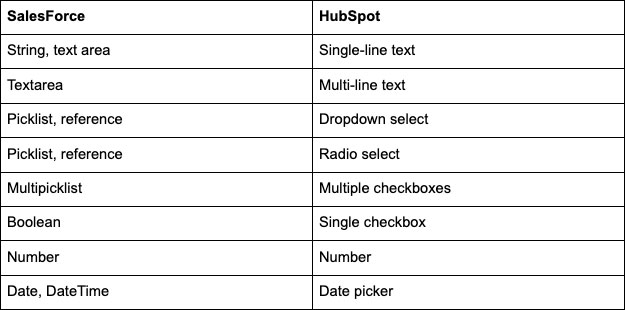 SalesForce HubSpot
String, text area Single-line text
Textarea Multi-line text
Picklist, reference Dropdown select
Picklist, reference Radio select
Multipicklist Multiple checkboxes
Boolean Single checkbox
Number Number
Date, DateTime Date picker